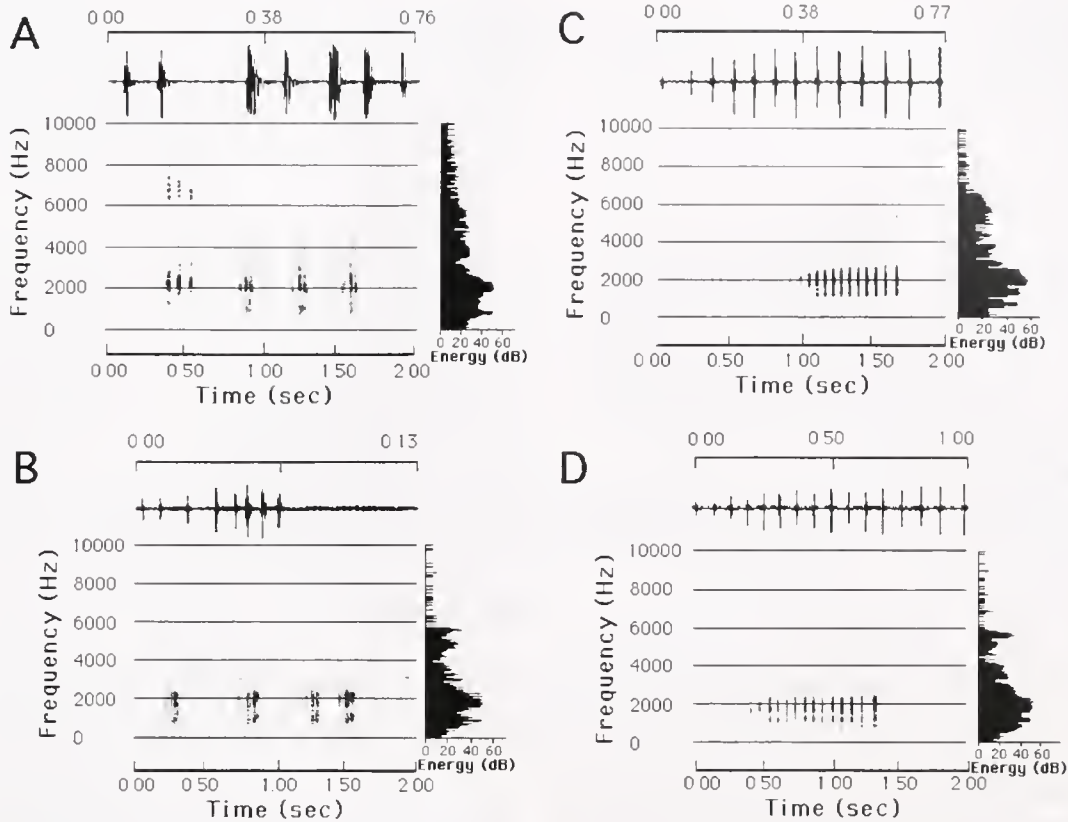 A
0 00 0 38 0 76
Frequency (Hz)
10000
8000
6000
4000
2000
0
0 20 40 60
Energy (dB)
0 00 0 50 1 00 1 50 2 00
Time (sec)
B
0 00 0 13
Frequency (Hz)
10000
8000
6000
4000
2000
0
0 20 40 60
Energy (dB)
0 00 0 50 1 00 1 50 2 00
Time (sec)
C
0 00 0 38 0 77
Frequency (Hz)
10000
8000
6000
4000
2000
0
0 20 40 60
Energy (dB)
0 00 0 50 1 00 1 50 2 00
Time (sec)
D
0 00 0 50 1 00
Frequency (Hz)
10000
8000
6000
4000
2000
0
0 20 40 60
Energy (dB)
0 00 0 50 1 00 1 50 2 00
Time (sec)